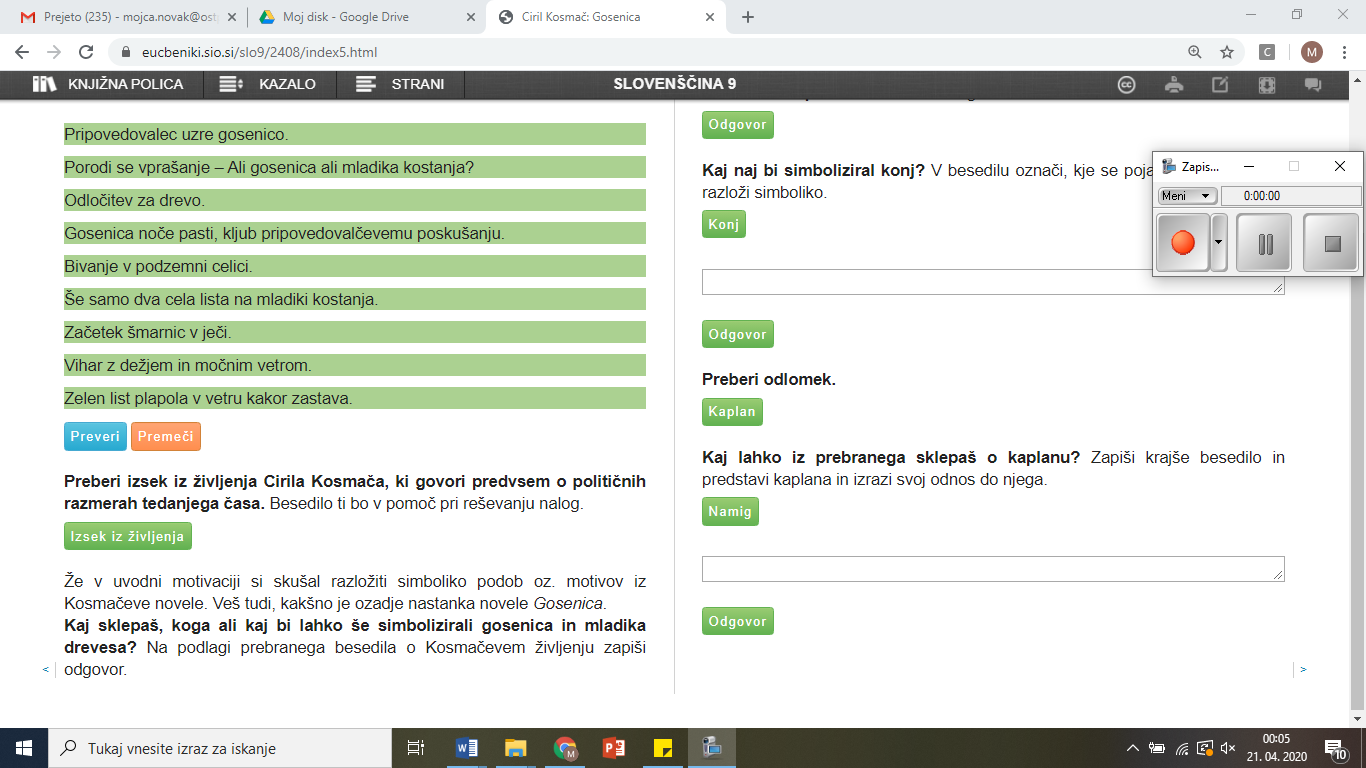 Prejeto (235) - mojca.novak@ost
Moj disk - Google Drive
Ciril Kosmač: Gosenica
eucbeniki.sio.si/slo9/2408/index5.html
C
M
KNJIŽNA POLICA
KAZALO
STRANI
SLOVENŠČINA 9
cc
Pripovedovalec uzre gosenico.
Porodi se vprašanje – Ali gosenica ali mladika kostanja?
Odločitev za drevo.
Gosenica noče pasti, kljub pripovedovalčevemu poskušanju.
Bivanje v podzemni celici.
Še samo dva cela lista na mladiki kostanja.
Začetek šmarnic v ječi.
Vihar z dežjem in močnim vetrom.
Zelen list plapola v vetru kakor zastava.
Preveri
Premeči
Preberi izsek iz življenja Cirila Kosmača, ki govori predvsem o političnih
razmerah tedanjega časa. Besedilo ti bo v pomoč pri reševanju nalog.
Izsek iz življenja
Že v uvodni motivaciji si skušal razložiti simboliko podob oz. motivov iz
Kosmačeve novele. Veš tudi, kakšno je ozadje nastanka novele Gosenica.
Kaj sklepaš, koga ali kaj bi lahko še simbolizirali gosenica in mladika
drevesa? Na podlagi prebranega besedila o Kosmačevem življenju zapiši
odgovor.
<
Odgovor
Kaj naj bi simboliziral konj? V besedilu označi, kje se poja
razloži simboliko.
Konj
Odgovor
Preberi odlomek.
Kaplan
Kaj lahko iz prebranega sklepaš o kaplanu? Zapiši krajše besedilo in
predstavi kaplana in izrazi svoj odnos do njega.
Namig
Odgovor
>
Zapis...
Meni
0:00:00
Tukaj vnesite izraz za iskanje
00:05
21. 04. 2020
10